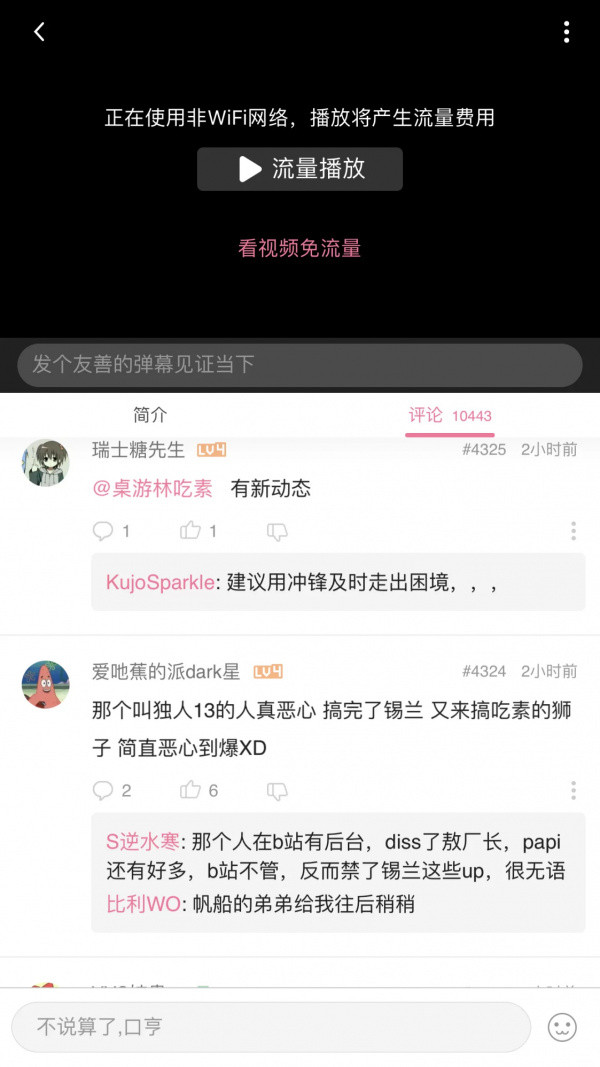 正在使用非WiFi网络，播放将产生流量费用
流量播放
看视频免流量
发个友善的弹幕见证当下
简介
评论 10443
瑞士糖先生 LV4 #4325 2小时前
@桌游林吃素 有新动态
1 1
KujoSparkle: 建议用冲锋及时走出困境，，，
爱吔蕉的派dark星 LV4 #4324 2小时前
那个叫独人13的人真恶心 搞完了锡兰 又来搞吃素的狮
子 简直恶心到爆XD
2 6
S逆水寒: 那个人在b站有后台，diss了敖厂长，papi
还有好多，b站不管，反而禁了锡兰这些up，很无语
比利WO: 帆船的弟弟给我往后稍稍
不说算了,口亨